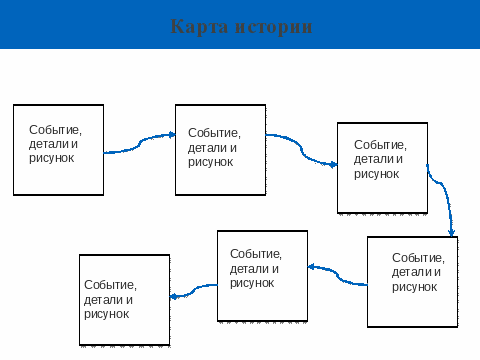 Карта истории
Событие,
детали и
рисунок
Событие,
детали и
рисунок
Событие,
детали и
рисунок
Событие,
детали и
рисунок
Событие,
детали и
рисунок
Событие,
детали и
рисунок